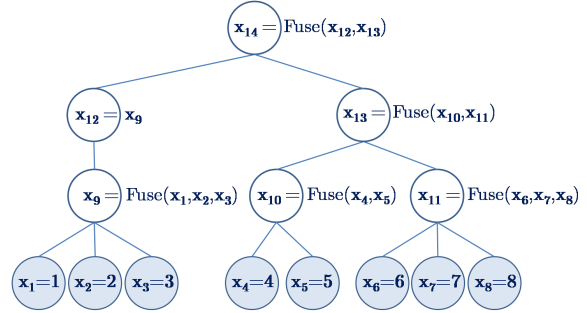 x₁₄ = Fuse(x₁₂,x₁₃)
x₁₂ = x₉
x₁₃ = Fuse(x₁₀,x₁₁)
x₉ = Fuse(x₁,x₂,x₃)
x₁₀ = Fuse(x₄,x₅)
x₁₁ = Fuse(x₆,x₇,x₈)
x₁=1
x₂=2
x₃=3
x₄=4
x₅=5
x₆=6
x₇=7
x₈=8